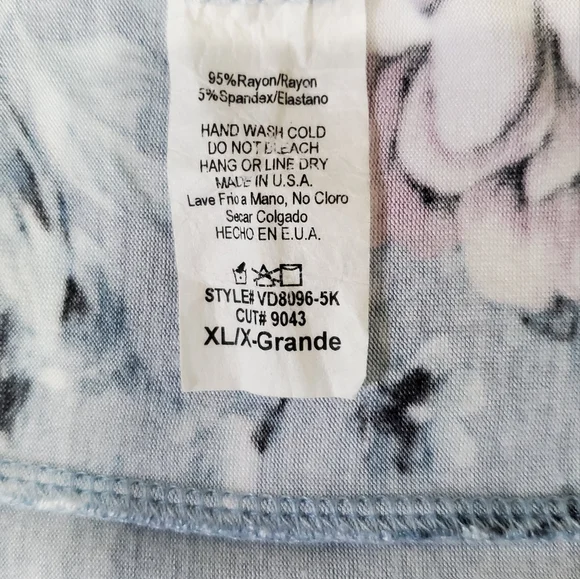 95%Rayon/Rayon
5%Spandex/Elastano
HAND WASH COLD
DO NOT BLEACH
HANG OR LINE DRY
MADE IN U.S.A.
Lave Frio a Mano, No Cloro
Secar Colgado
HECHO EN E.U.A.
STYLE# VD8096-5K
CUT# 9043
XL/X-Grande